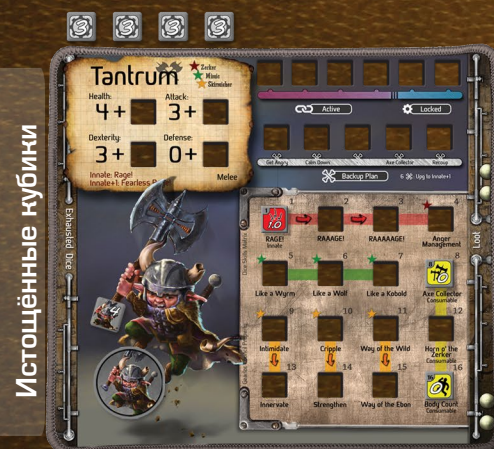 Tantrum
Zerker
Minis
Skirmisher
Health:
4 +
Attack:
3 +
Dexterity:
3 +
Defense:
0 +
Innate: Rage!
Innate+1: Fearless
Melee
Active
Locked
Get Angry
Calm Down
Axe Collector
Recoup
Backup Plan
6
Upg to Innate+1
Истощённые кубики
Exhausted Dice
Loot
1
2
3
4
RAGE!
Innate
RAAAGE!
RAAAAAGE!
Anger
Management
5
6
7
8
Like a Wyrm
Like a Wolf
Like a Kobold
Axe Collector
Consumable
9
10
11
12
Intimidate
Cripple
Way of the Wild
Horn o' the
Zerker
Consumable
13
14
15
16
Innervate
Strengthen
Way of the Ebon
Body Count
Consumable